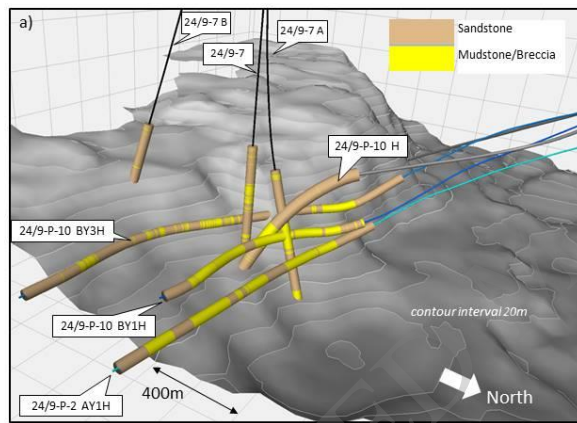 a)
24/9-7 B
24/9-7
24/9-7 A
Sandstone
Mudstone/Breccia
24/9-P-10 H
24/9-P-10 BY3H
24/9-P-10 BY1H
contour interval 20m
400m
North
24/9-P-2 AY1H